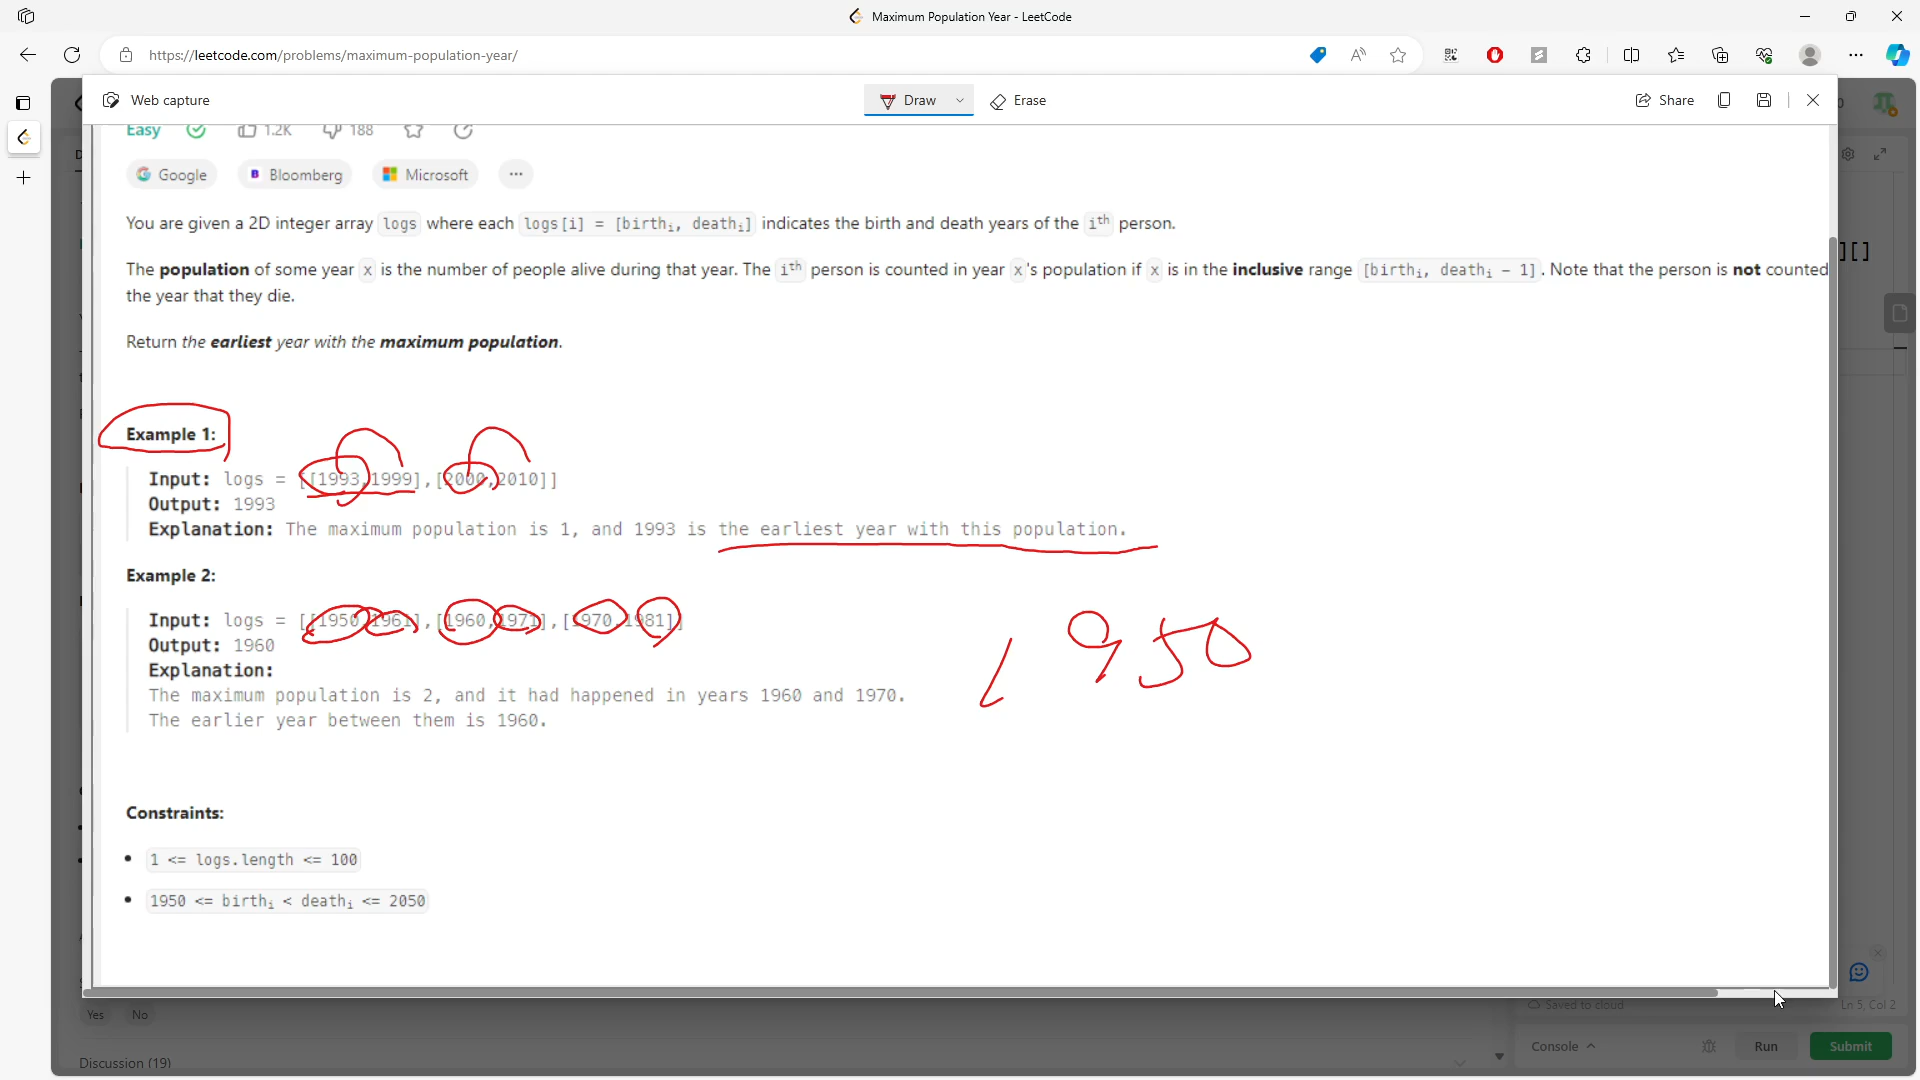 Maximum Population Year - LeetCode
https://leetcode.com/problems/maximum-population-year/
Web capture
Draw
Erase
Share
Easy 1.2K 188
Google Bloomberg Microsoft ...
You are given a 2D integer array logs where each logs[i] = [birthᵢ, deathᵢ] indicates the birth and death years of the iᵗʰ person.
The population of some year x is the number of people alive during that year. The iᵗʰ person is counted in year x's population if x is in the inclusive range [birthᵢ, deathᵢ - 1]. Note that the person is not counted
the year that they die.
Return the earliest year with the maximum population.
][]
Example 1:
Input: logs = [[1993,1999],[2000,2010]]
Output: 1993
Explanation: The maximum population is 1, and 1993 is the earliest year with this population.
Example 2:
Input: logs = [[1950,1961],[1960,1971],[1970,1981]]
Output: 1960
Explanation:
The maximum population is 2, and it had happened in years 1960 and 1970.
The earlier year between them is 1960.
1950
Constraints:
1 <= logs.length <= 100
1950 <= birthᵢ < deathᵢ <= 2050
Saved to cloud
Ln 5, Col 2
Yes No
Discussion (19)
Console
Run
Submit